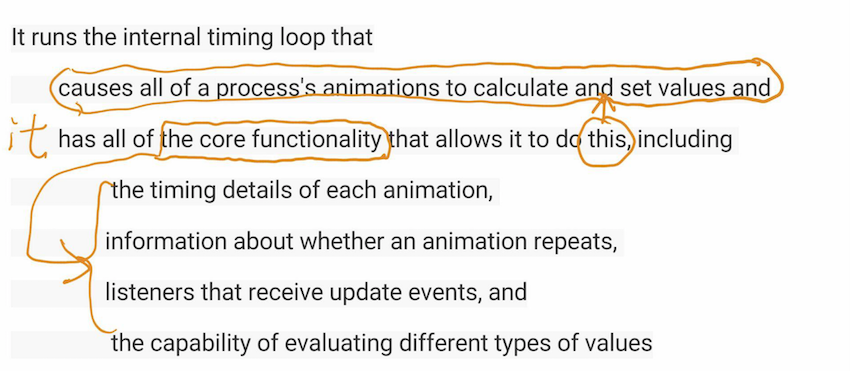 It runs the internal timing loop that
causes all of a process's animations to calculate and set values and
it has all of the core functionality that allows it to do this, including
the timing details of each animation,
information about whether an animation repeats,
listeners that receive update events, and
the capability of evaluating different types of values